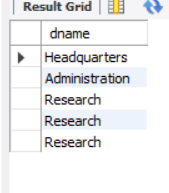 Result Grid
dname
Headquarters
Administration
Research
Research
Research